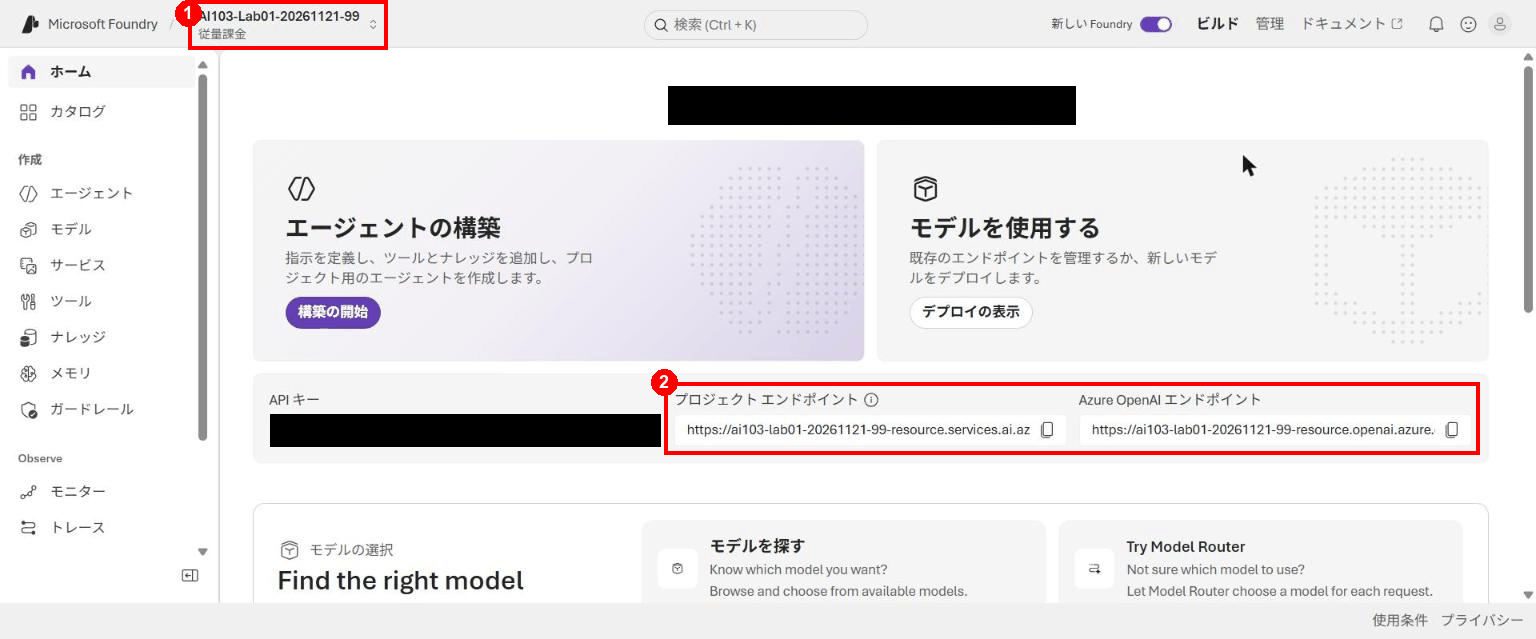 1
Microsoft Foundry
/
AI103-Lab01-20261121-99
従量課金
検索 (Ctrl + K)
新しい Foundry
ビルド
管理
ドキュメント
ホーム
カタログ
作成
エージェント
モデル
サービス
ツール
ナレッジ
メモリ
ガードレール
Observe
モニター
トレース
エージェントの構築
指示を定義し、ツールとナレッジを追加し、プロ
ジェクト用のエージェントを作成します。
構築の開始
モデルを使用する
既存のエンドポイントを管理するか、新しいモデ
ルをデプロイします。
デプロイの表示
API キー
2
プロジェクト エンドポイント
https://ai103-lab01-20261121-99-resource.services.ai.az
Azure OpenAI エンドポイント
https://ai103-lab01-20261121-99-resource.openai.azure.
モデルの選択
Find the right model
モデルを探す
Know which model you want?
Browse and choose from available models.
Try Model Router
Not sure which model to use?
Let Model Router choose a model for each request.
使用条件
プライバシー